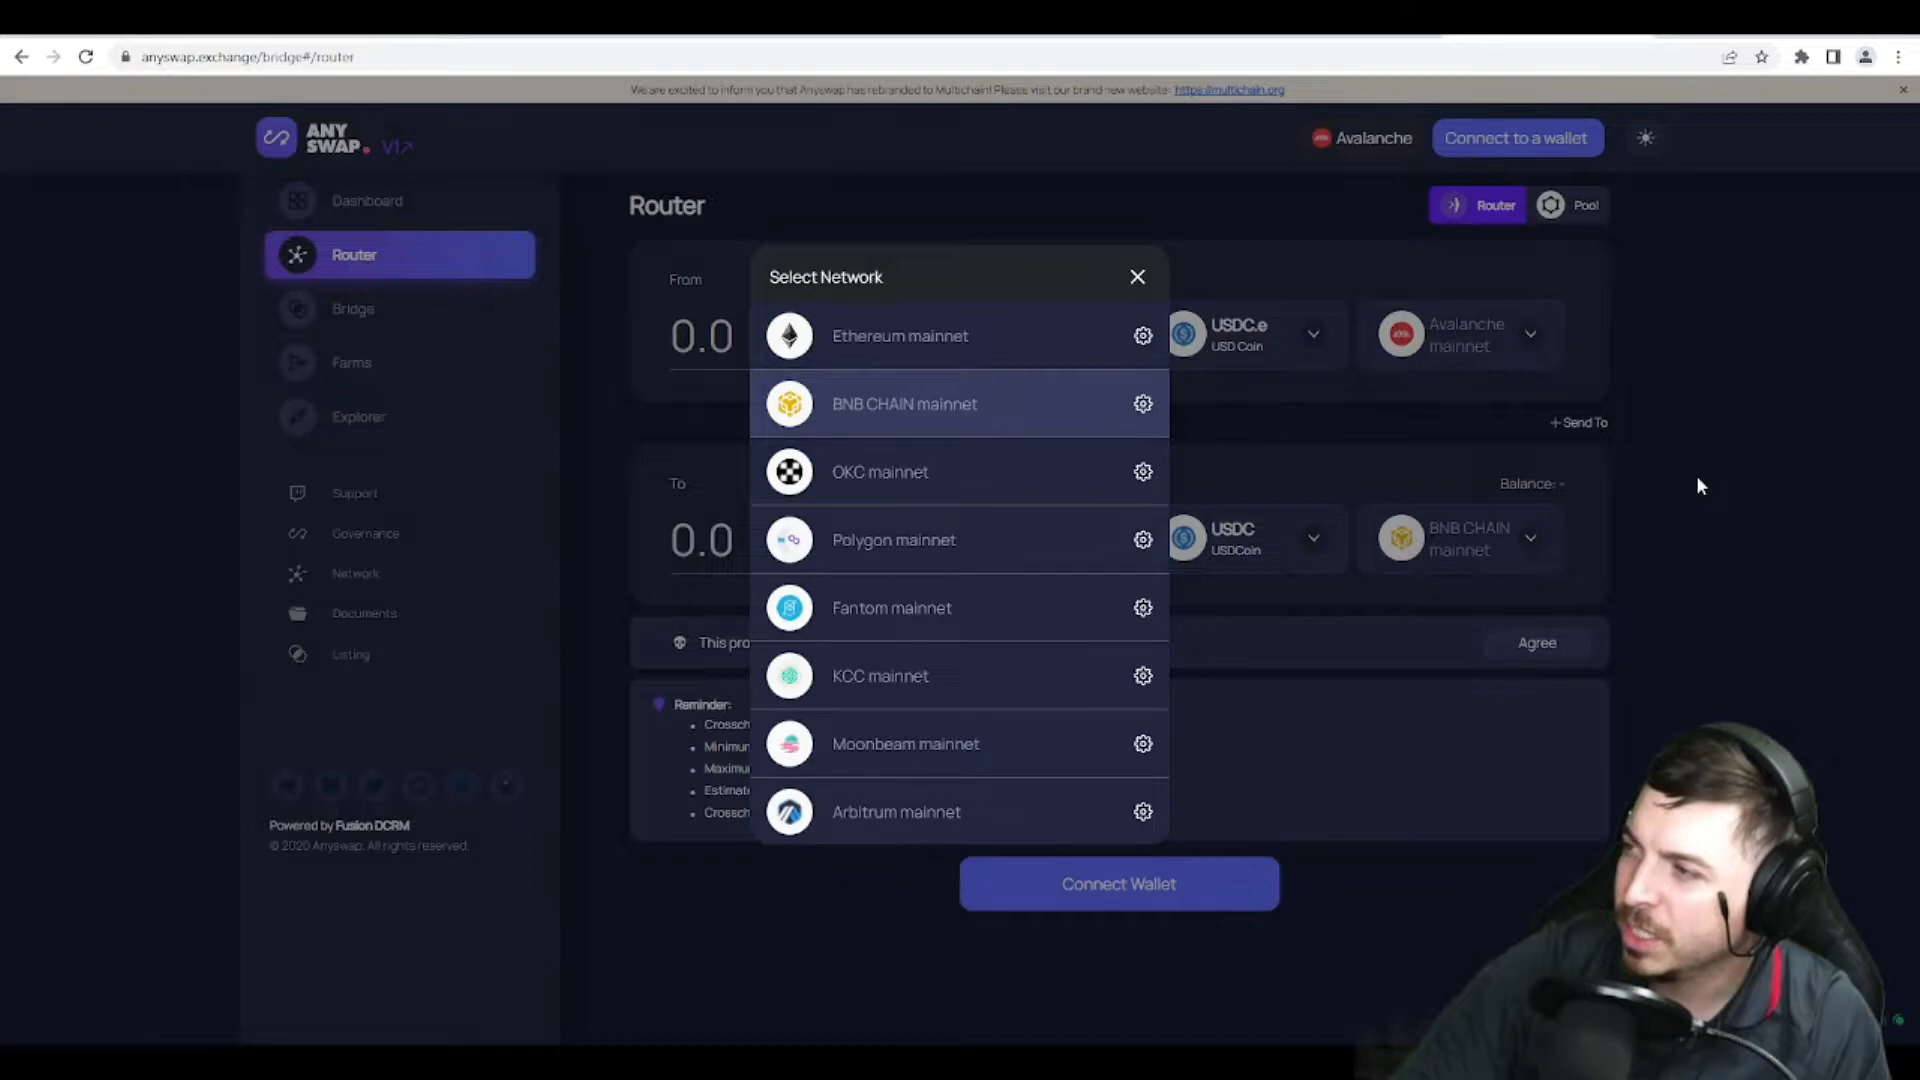 anyswap.exchange/bridge#/router
We are excited to inform you that Anyswap has rebranded to Multichain! Please visit our brand new website: https://multichain.org
ANY
SWAP.
V1↗
Avalanche
Connect to a wallet
Dashboard
Router
Bridge
Farms
Explorer
Support
Governance
Network
Documents
Listing
Powered by Fusion DCRM
© 2020 Anyswap. All rights reserved.
Router
Router
Pool
From
0.0
USDC.e
USD Coin
Avalanche
mainnet
+ Send To
To
Balance: -
0.0
USDC
USDCoin
BNB CHAIN
mainnet
This pro
Agree
Reminder:
Crossch
Minimum
Maximu
Estimate
Crossch
Select Network
Ethereum mainnet
BNB CHAIN mainnet
OKC mainnet
Polygon mainnet
Fantom mainnet
KCC mainnet
Moonbeam mainnet
Arbitrum mainnet
Connect Wallet